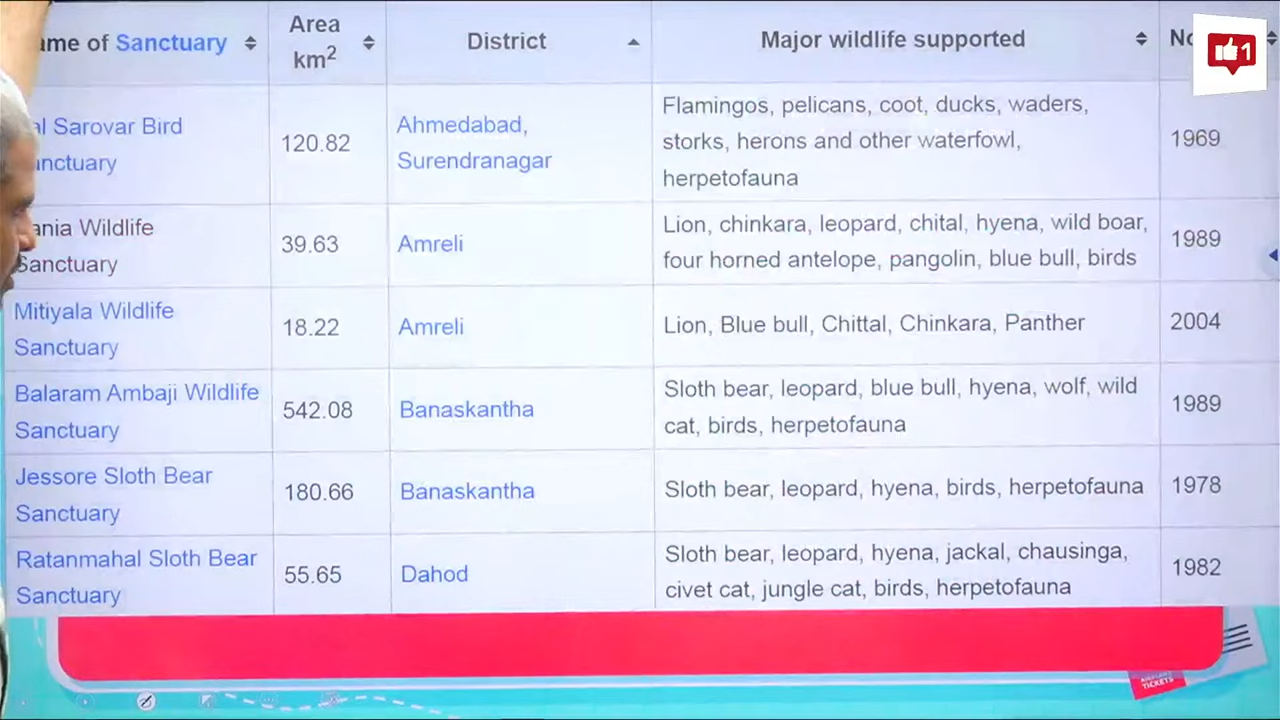 ame of Sanctuary
Area km2
District
Major wildlife supported
No
1
al Sarovar Bird
anctuary
120.82
Ahmedabad,
Surendranagar
Flamingos, pelicans, coot, ducks, waders,
storks, herons and other waterfowl,
herpetofauna
1969
ania Wildlife
Sanctuary
39.63
Amreli
Lion, chinkara, leopard, chital, hyena, wild boar,
four horned antelope, pangolin, blue bull, birds
1989
Mitiyala Wildlife
Sanctuary
18.22
Amreli
Lion, Blue bull, Chittal, Chinkara, Panther
2004
Balaram Ambaji Wildlife
Sanctuary
542.08
Banaskantha
Sloth bear, leopard, blue bull, hyena, wolf, wild
cat, birds, herpetofauna
1989
Jessore Sloth Bear
Sanctuary
180.66
Banaskantha
Sloth bear, leopard, hyena, birds, herpetofauna
1978
Ratanmahal Sloth Bear
Sanctuary
55.65
Dahod
Sloth bear, leopard, hyena, jackal, chausinga,
civet cat, jungle cat, birds, herpetofauna
1982
TICKETS